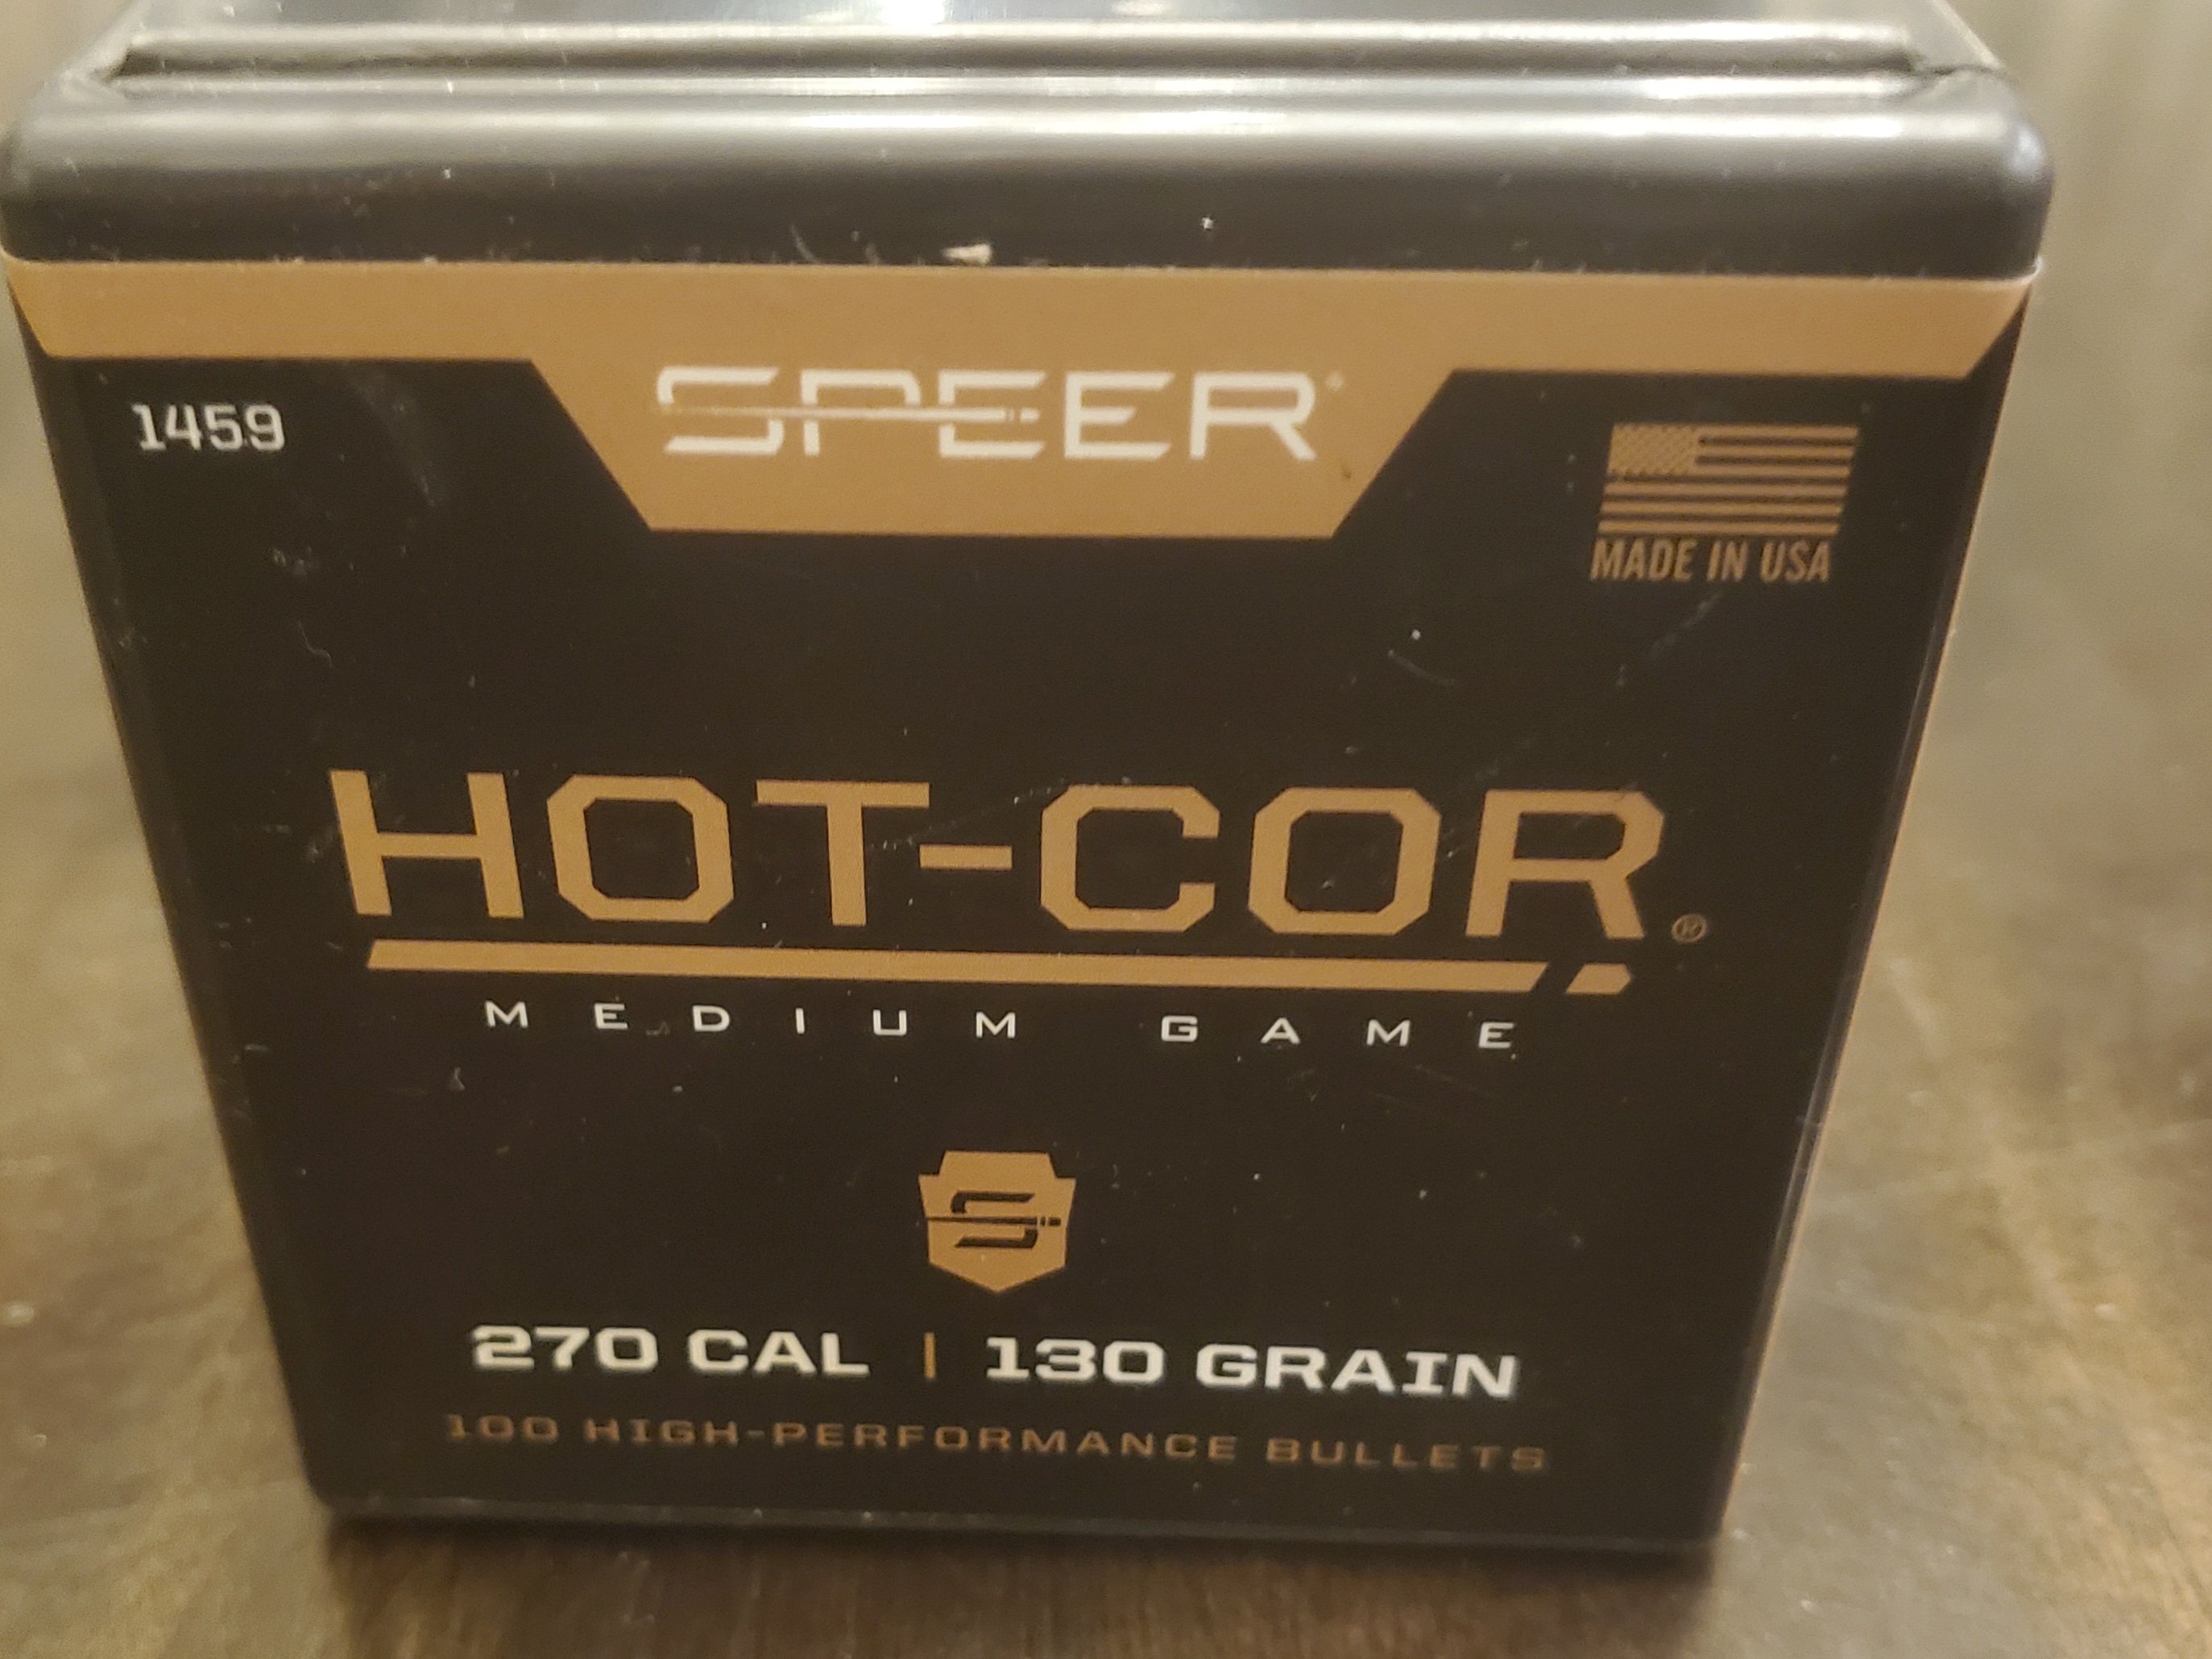 SPEER
1459
MADE IN USA
HOT-COR®
MEDIUM GAME
270 CAL | 130 GRAIN
100 HIGH-PERFORMANCE BULLETS